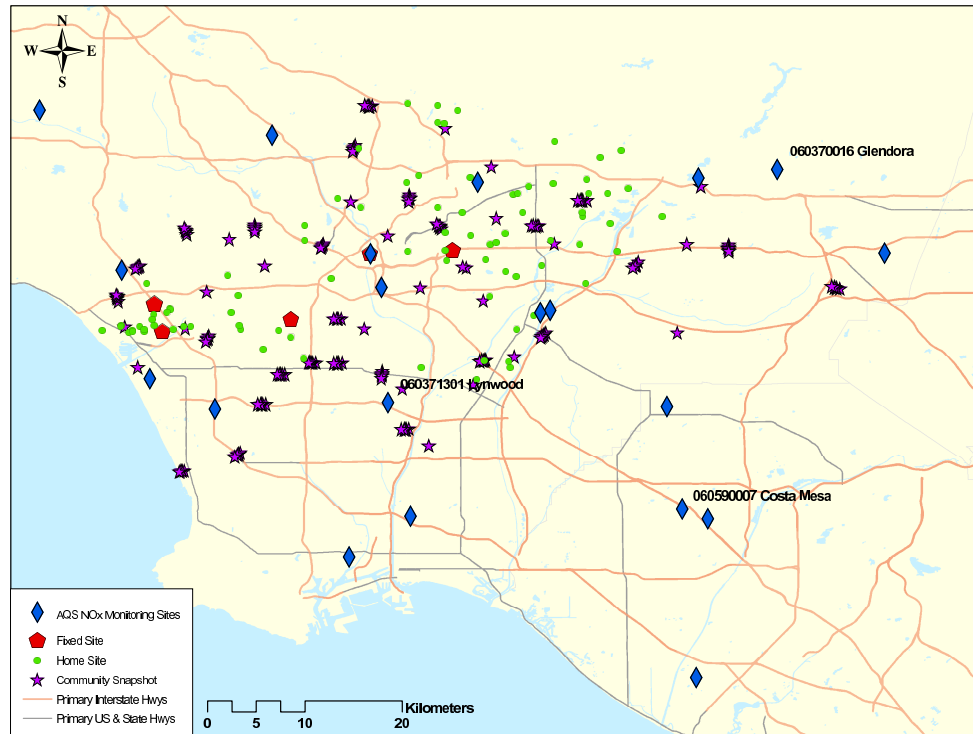 N
W E
S
060370016 Glendora
060371301 Lynwood
060590007 Costa Mesa
AQS NOx Monitoring Sites
Fixed Site
Home Site
Community Snapshot
Primary Interstate Hwys
Primary US & State Hwys
Kilometers
0 5 10 20